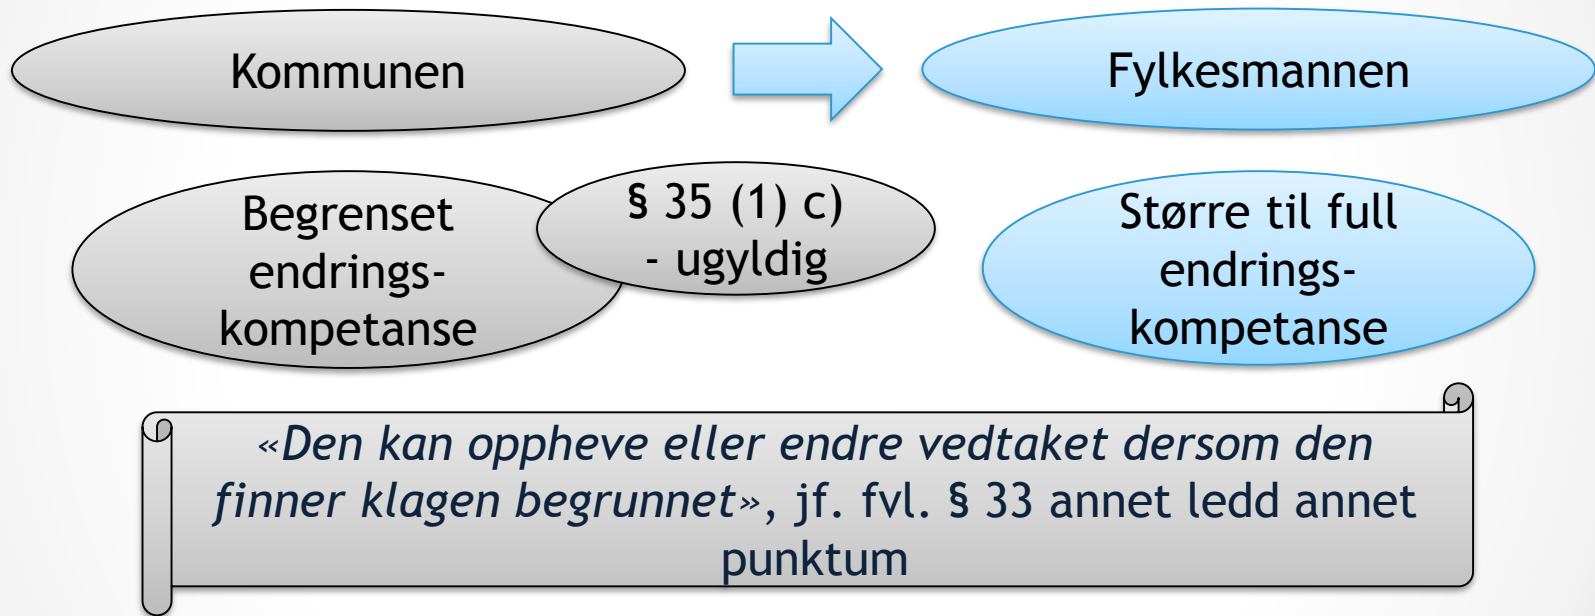 Kommunen
Fylkesmannen
Begrenset
endrings-
kompetanse
§ 35 (1) c)
- ugyldig
Større til full
endrings-
kompetanse
«Den kan oppheve eller endre vedtaket dersom den
finner klagen begrunnet», jf. fvl. § 33 annet ledd annet
punktum